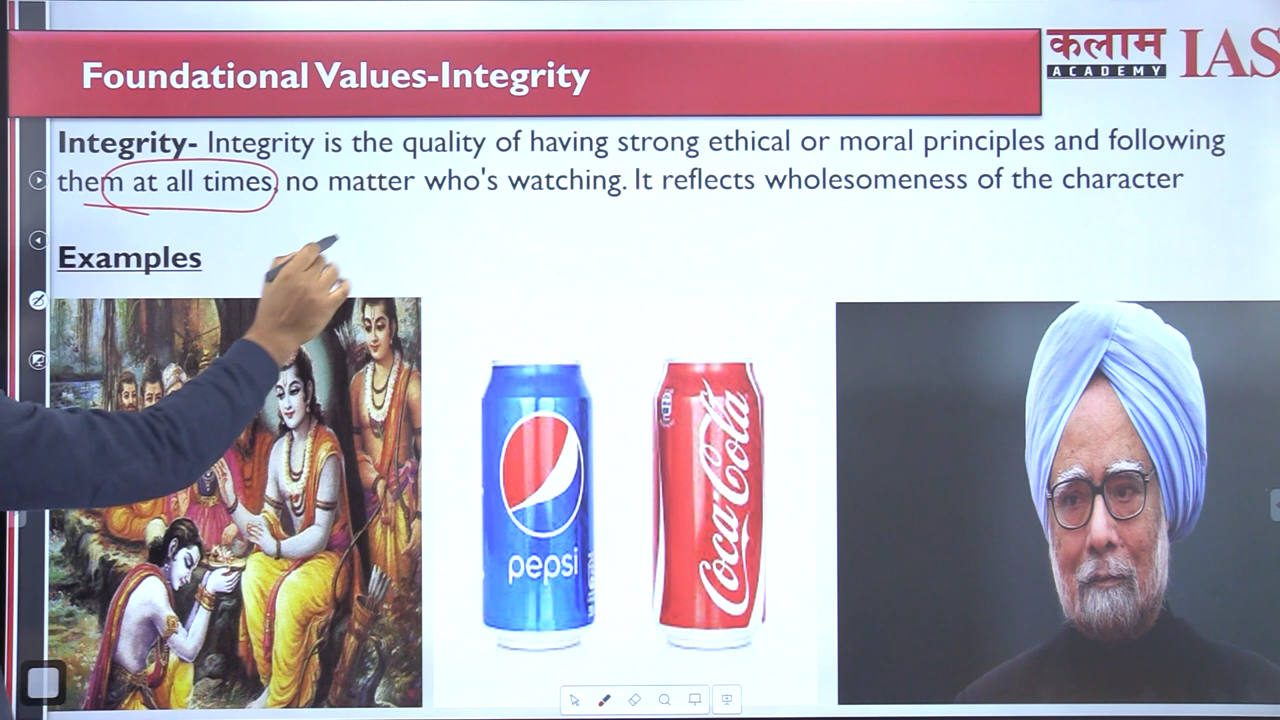 Foundational Values-Integrity
कलाम
ACADEMY
IAS
Integrity- Integrity is the quality of having strong ethical or moral principles and following
them at all times, no matter who's watching. It reflects wholesomeness of the character
Examples
pepsi
Coca-Cola